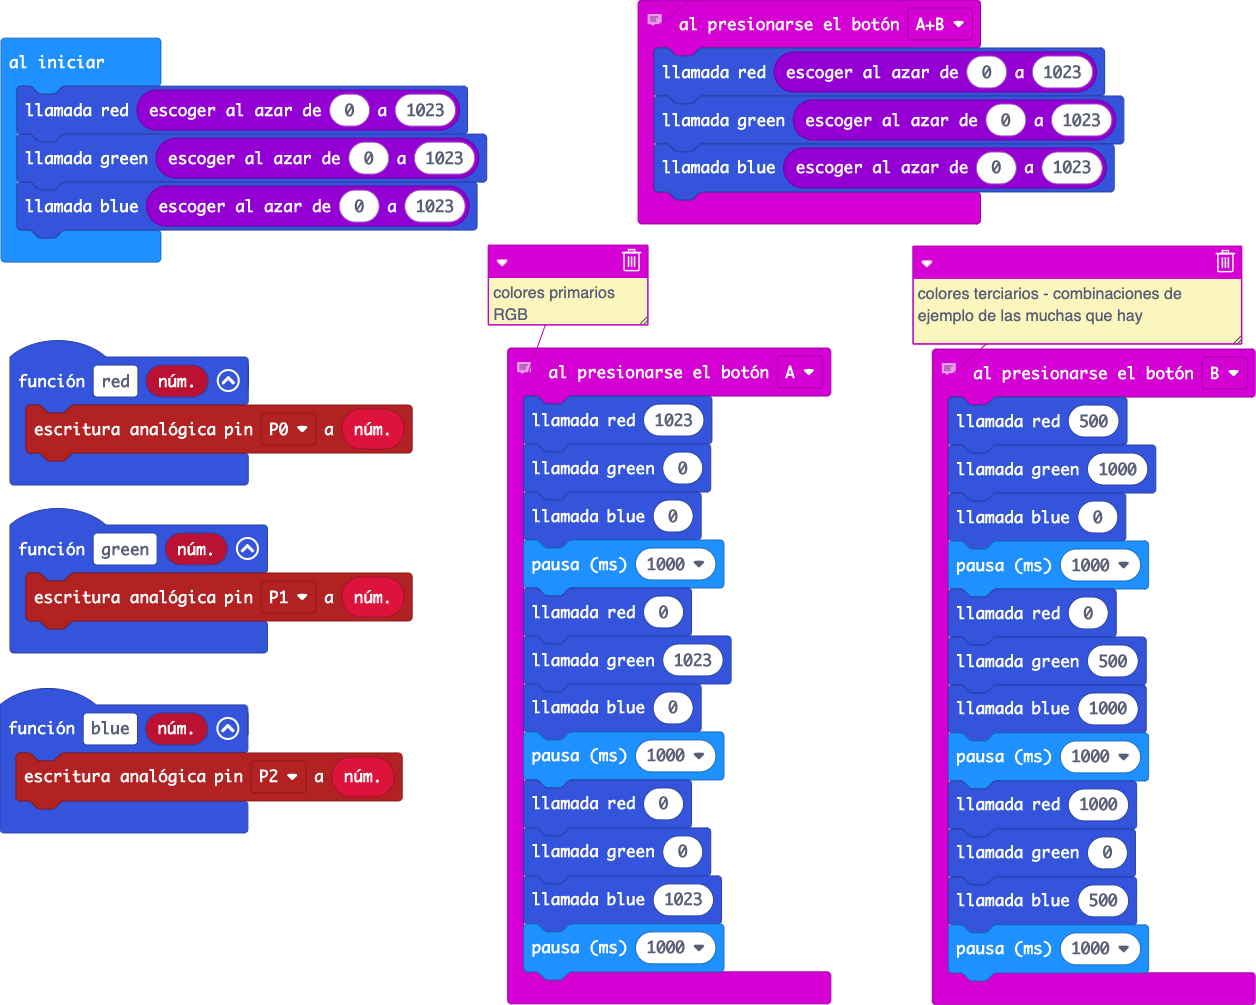 al iniciar
llamada red escoger al azar de 0 a 1023
llamada green escoger al azar de 0 a 1023
llamada blue escoger al azar de 0 a 1023
al presionarse el botón A+B
llamada red escoger al azar de 0 a 1023
llamada green escoger al azar de 0 a 1023
llamada blue escoger al azar de 0 a 1023
función red núm.
escritura analógica pin P0 a núm.
función green núm.
escritura analógica pin P1 a núm.
función blue núm.
escritura analógica pin P2 a núm.
colores primarios
RGB
al presionarse el botón A
llamada red 1023
llamada green 0
llamada blue 0
pausa (ms) 1000
llamada red 0
llamada green 1023
llamada blue 0
pausa (ms) 1000
llamada red 0
llamada green 0
llamada blue 1023
pausa (ms) 1000
colores terciarios - combinaciones de
ejemplo de las muchas que hay
al presionarse el botón B
llamada red 500
llamada green 1000
llamada blue 0
pausa (ms) 1000
llamada red 0
llamada green 500
llamada blue 1000
pausa (ms) 1000
llamada red 1000
llamada green 0
llamada blue 500
pausa (ms) 1000